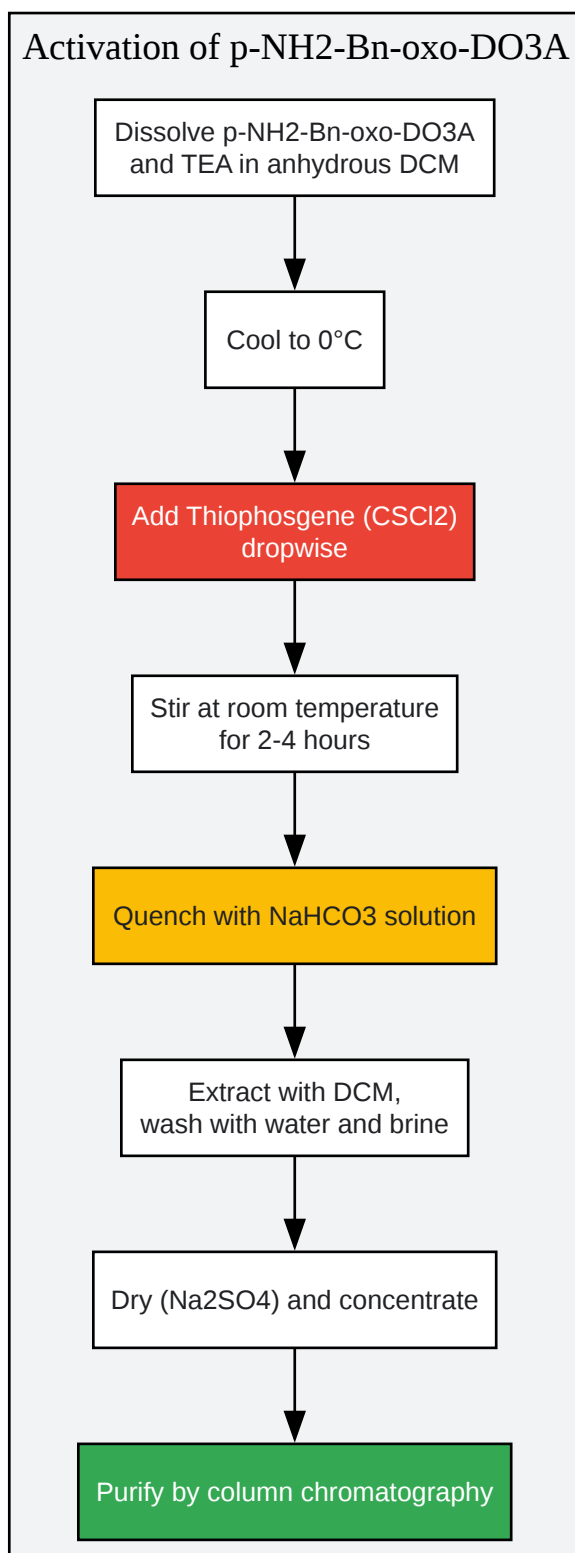 Activation of p-NH2-Bn-oxo-DO3A
Dissolve p-NH2-Bn-oxo-DO3A
and TEA in anhydrous DCM
Cool to 0°C
Add Thiophosgene (CSCl2)
dropwise
Stir at room temperature
for 2-4 hours
Quench with NaHCO3 solution
Extract with DCM,
wash with water and brine
Dry (Na2SO4) and concentrate
Purify by column chromatography